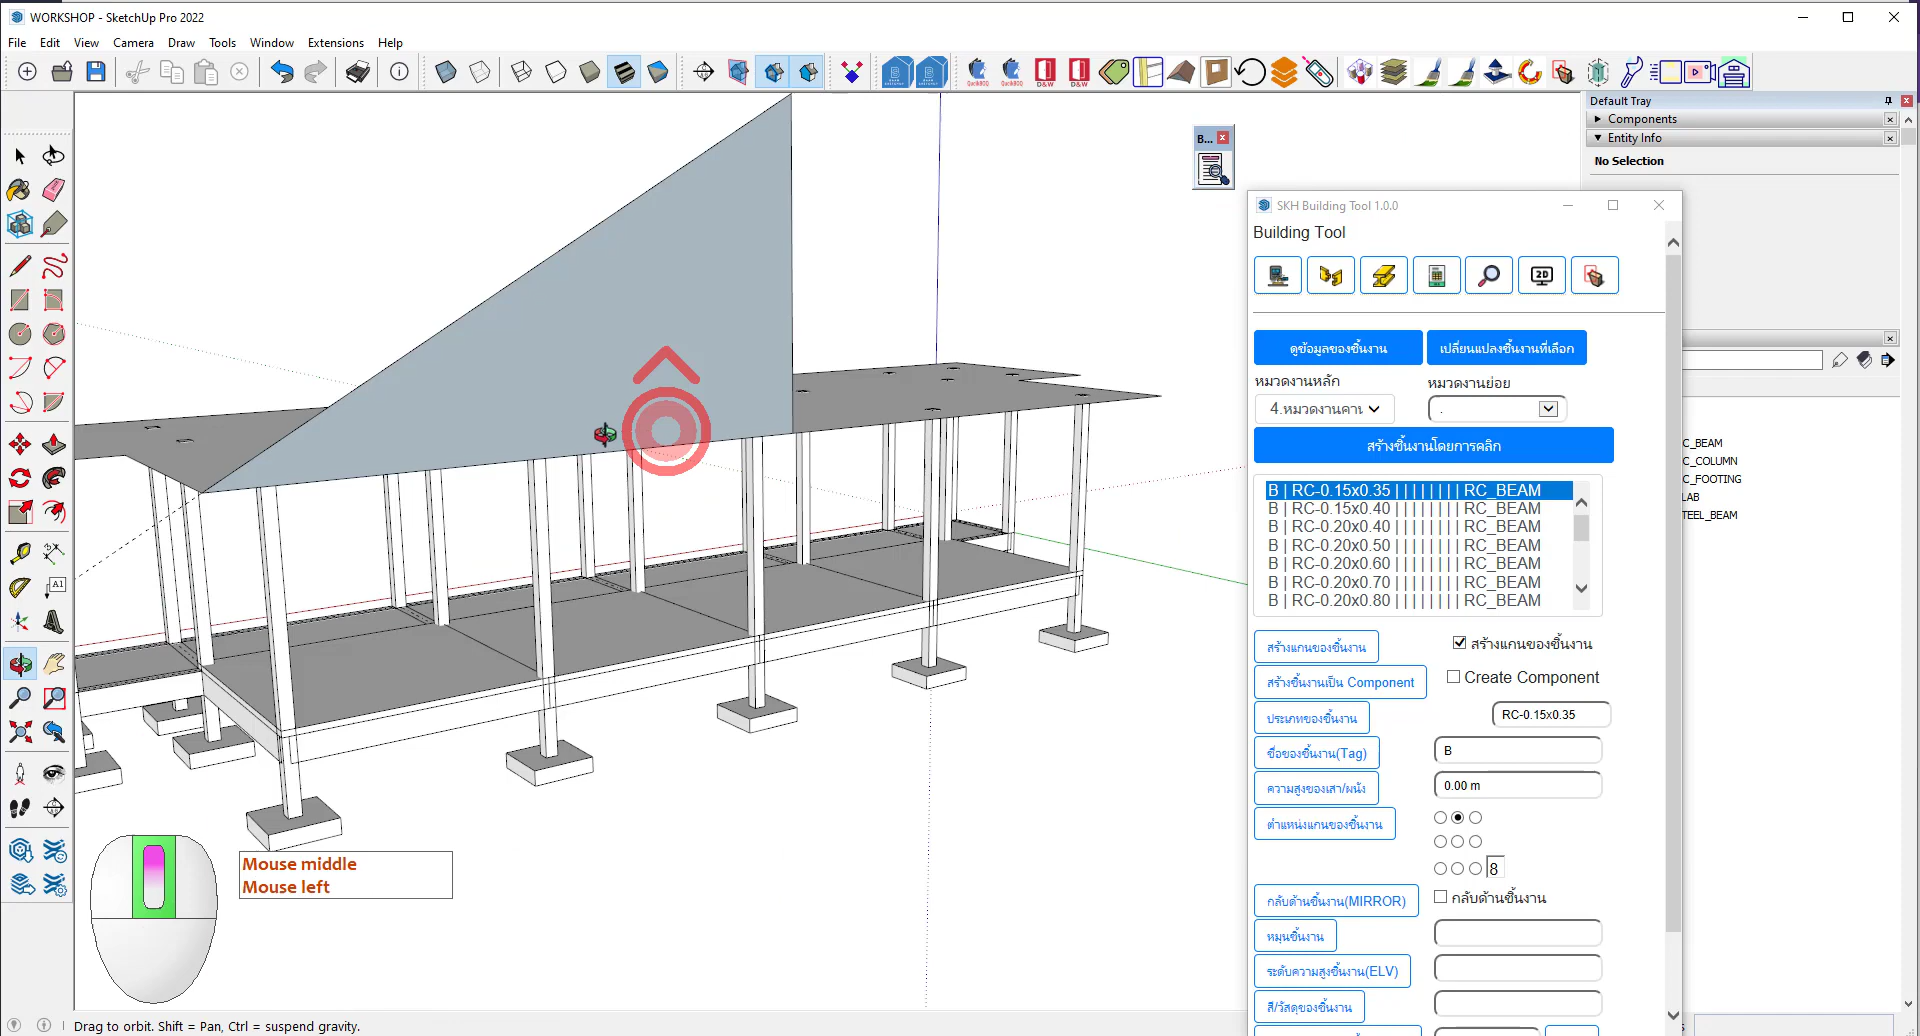 WORKSHOP - SketchUp Pro 2022
File Edit View Camera Draw Tools Window Extensions Help
Default Tray
Components
Entity Info
No Selection
B...
SKH Building Tool 1.0.0
Building Tool
2D
ดูข้อมูลของชิ้นงาน เปลี่ยนแปลงชิ้นงานที่เลือก
หมวดงานหลัก หมวดงานย่อย
4.หมวดงานคาน .
สร้างชิ้นงานโดยการคลิก
B | RC-0.15x0.35 | | | | | | | | RC_BEAM
B | RC-0.15x0.40 | | | | | | | | RC_BEAM
B | RC-0.20x0.40 | | | | | | | | RC_BEAM
B | RC-0.20x0.50 | | | | | | | | RC_BEAM
B | RC-0.20x0.60 | | | | | | | | RC_BEAM
B | RC-0.20x0.70 | | | | | | | | RC_BEAM
B | RC-0.20x0.80 | | | | | | | | RC_BEAM
C_BEAM
C_COLUMN
C_FOOTING
LAB
TEEL_BEAM
สร้างแกนของชิ้นงาน สร้างแกนของชิ้นงาน
สร้างชิ้นงานเป็น Component Create Component
ประเภทของชิ้นงาน RC-0.15x0.35
ชื่อของชิ้นงาน(Tag) B
ความสูงของเสา/ผนัง 0.00 m
ตำแหน่งแกนของชิ้นงาน
8
กลับด้านชิ้นงาน(MIRROR) กลับด้านชิ้นงาน
หมุนชิ้นงาน
ระดับความสูงชิ้นงาน(ELV)
สี/วัสดุของชิ้นงาน
A1
Mouse middle
Mouse left
Drag to orbit. Shift = Pan, Ctrl = suspend gravity.